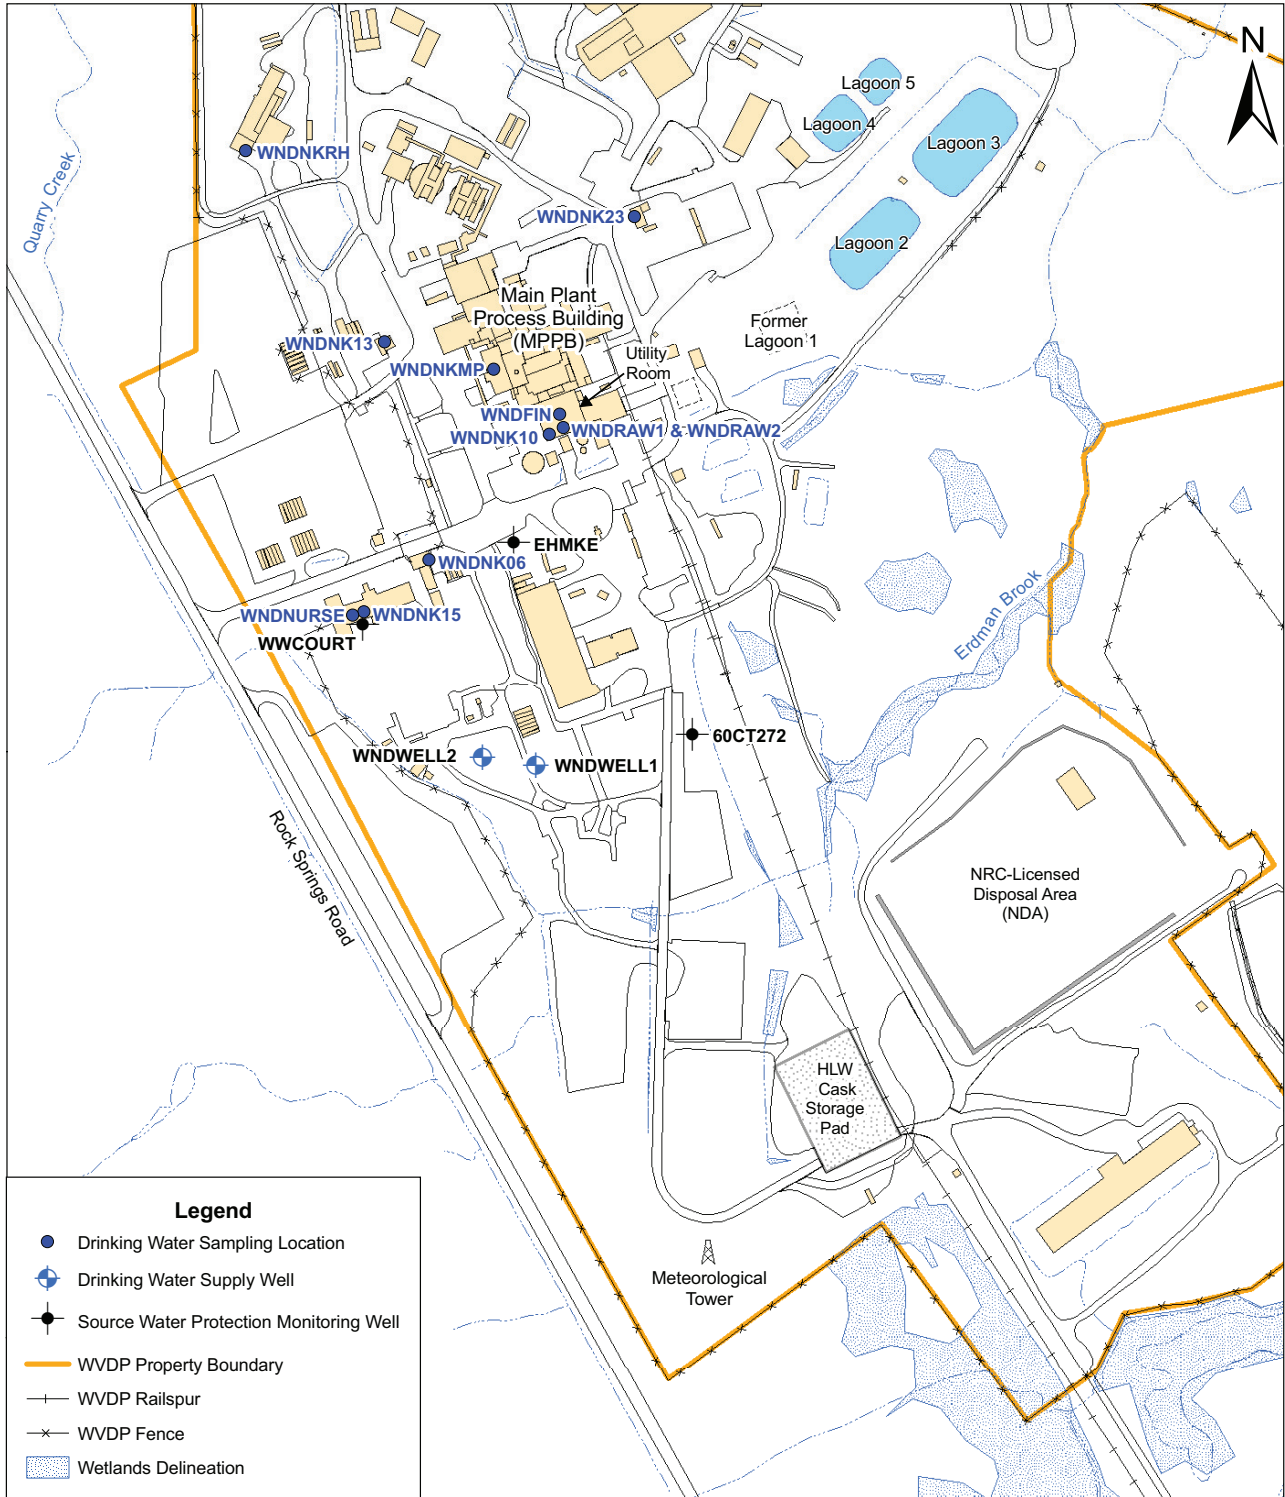 N
Lagoon 5
Lagoon 4
Lagoon 3
WNDNKRH
Quarry Creek
WNDNK23
Lagoon 2
Main Plant
Process Building
(MPPB)
Former
Lagoon 1
WNDNK13
Utility
Room
WNDNKMP
WNDFIN
WNDRAW1 & WNDRAW2
WNDNK10
EHMKE
WNDNK06
Erdman Brook
WNDNURSE
WNDNK15
WWCOURT
60CT272
WNDWELL2
WNDWELL1
Rock Springs Road
NRC-Licensed
Disposal Area
(NDA)
HLW
Cask
Storage
Pad
Meteorological
Tower
Legend
Drinking Water Sampling Location
Drinking Water Supply Well
Source Water Protection Monitoring Well
WVDP Property Boundary
WVDP Railspur
WVDP Fence
Wetlands Delineation